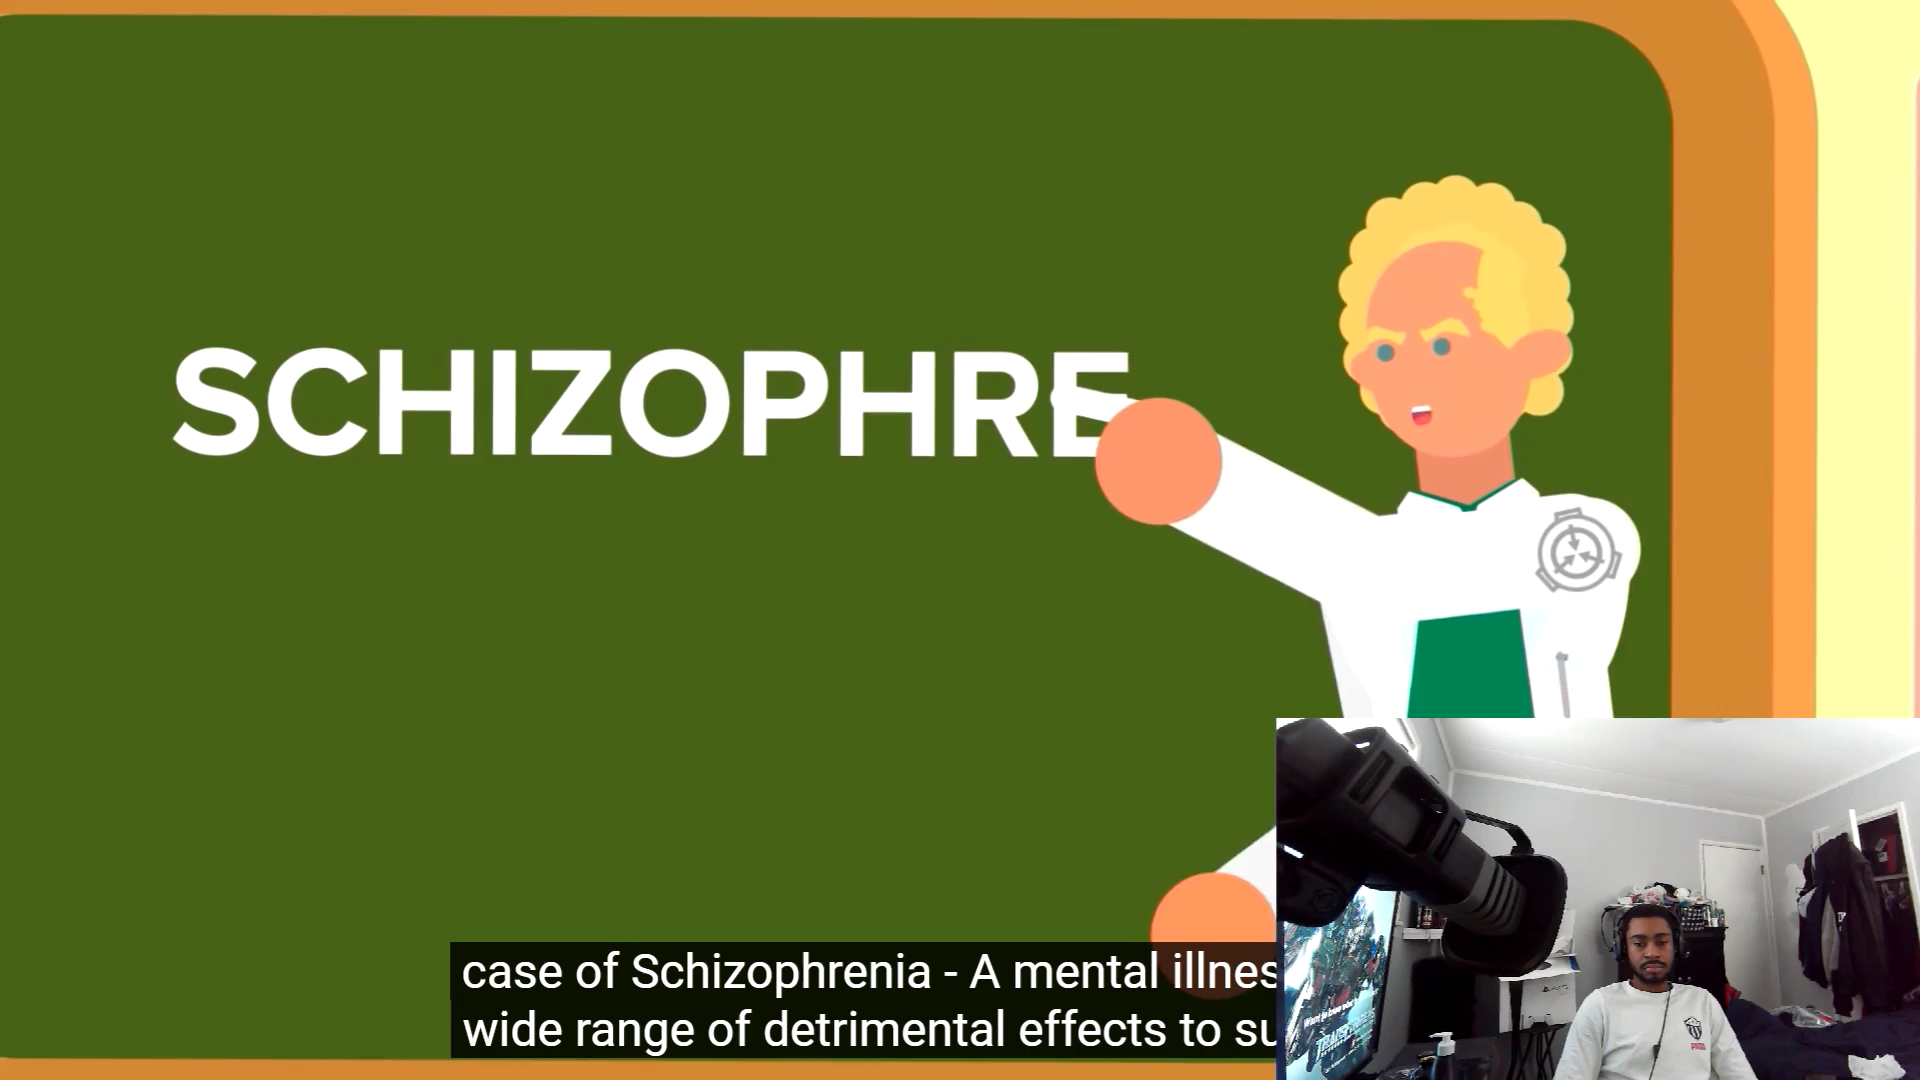 SCHIZOPHRE
case of Schizophrenia - A mental illnes
wide range of detrimental effects to su